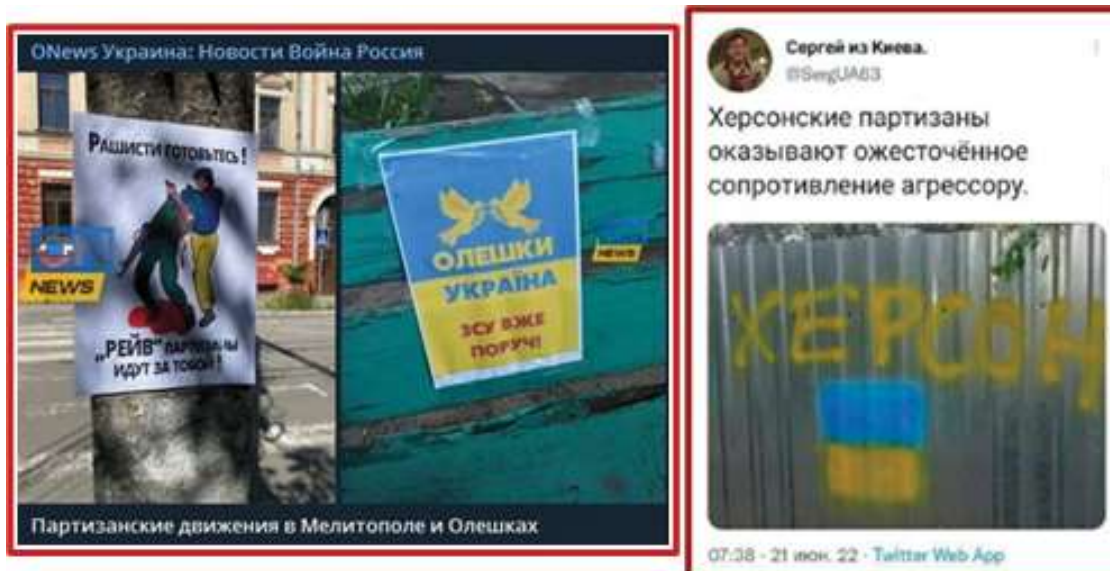 ONews Украина: Новости Война Россия
РАШИСТИ ГОТОВЬТЕСЬ!
NEWS
„РЕЙВ" ПАРТИЗАНЫ
ИДУТ ЗА ТОБОЙ!
ОЛЕШКИ
УКРАЇНА
ЗСУ ВЖЕ
ПОРУЧ!
NEWS
Партизанские движения в Мелитополе и Олешках
Сергей из Киева.
@SergUA63
Херсонские партизаны
оказывают ожесточённое
сопротивление агрессору.
ХЕРСОН
07:38 - 21 июн. 22 · Twitter Web App